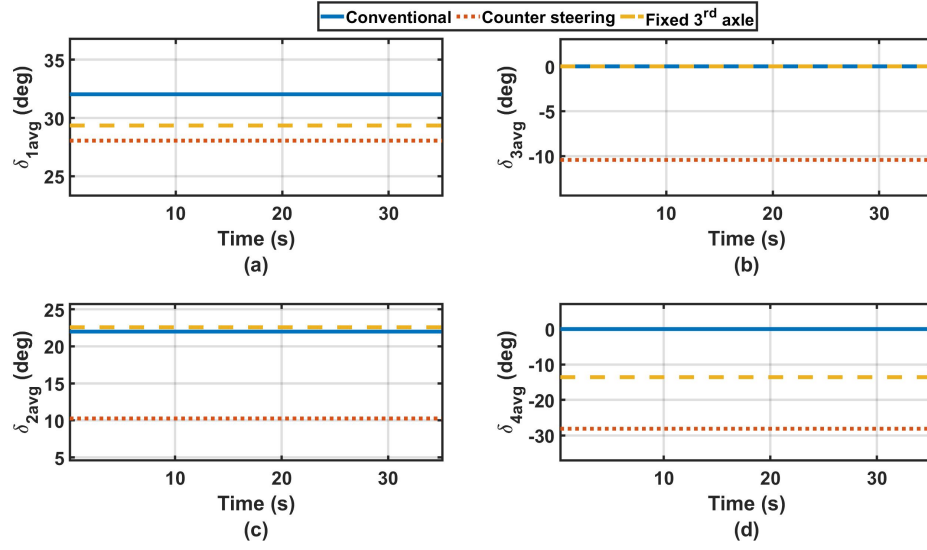 Conventional Counter steering Fixed 3rd axle
δ1avg (deg)
35
30
25
10 20 30
Time (s)
(a)
δ3avg (deg)
0
-5
-10
10 20 30
Time (s)
(b)
δ2avg (deg)
25
20
15
10
5
10 20 30
Time (s)
(c)
δ4avg (deg)
0
-10
-20
-30
10 20 30
Time (s)
(d)